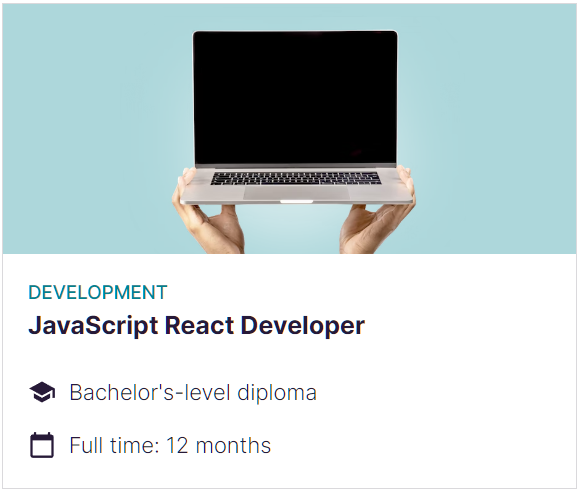 DEVELOPMENT
JavaScript React Developer
Bachelor's-level diploma
Full time: 12 months